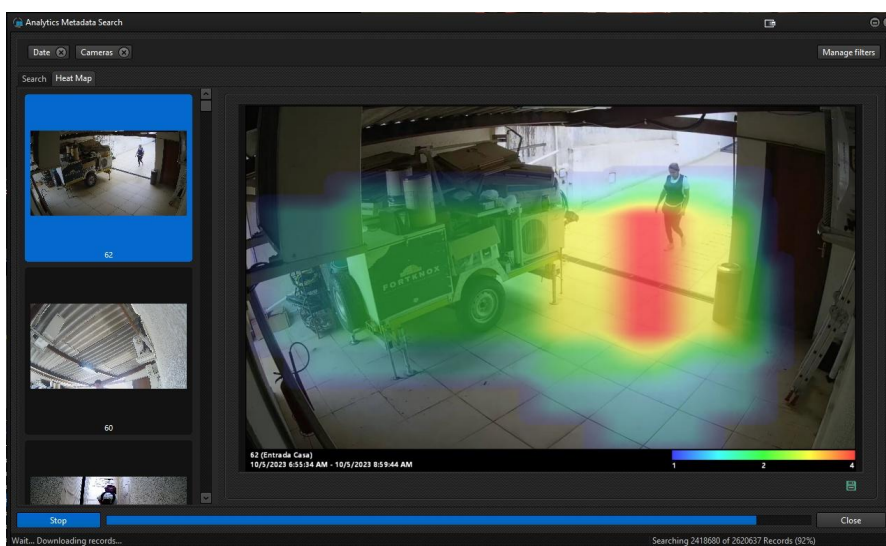 Analytics Metadata Search
Date
Cameras
Manage filters
Search
Heat Map
62
60
FORTKNOX
62 (Entrada Casa)
10/5/2023 6:55:34 AM - 10/5/2023 8:59:44 AM
1
2
4
Stop
Close
Wait... Downloading records...
Searching 2418680 of 2620637 Records (92%)